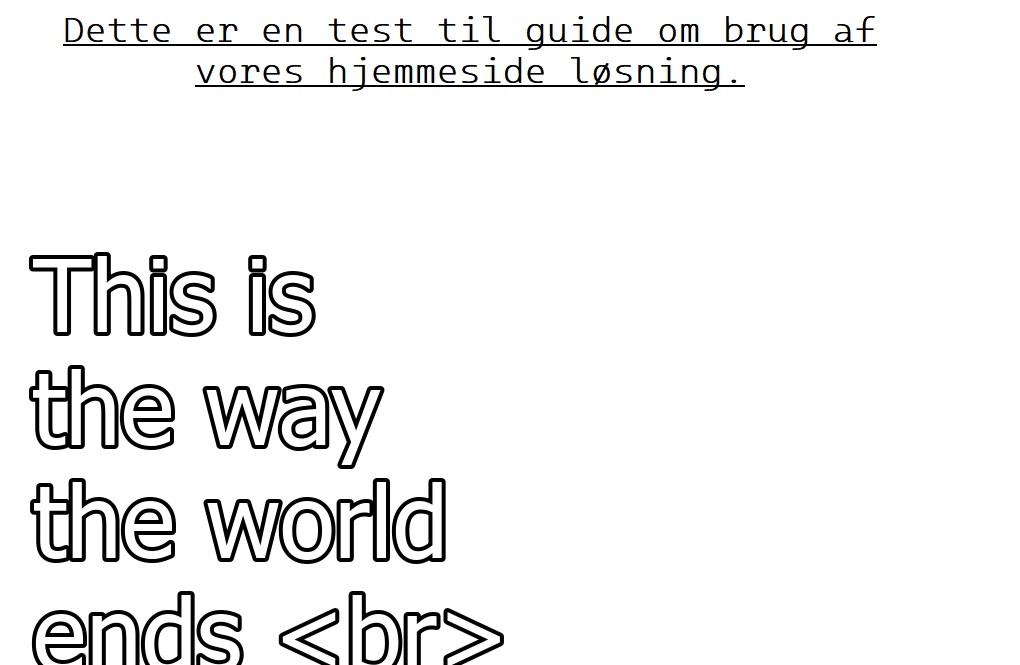 Dette er en test til guide om brug af
vores hjemmeside løsning.
This is
the way
the world
ends <br>